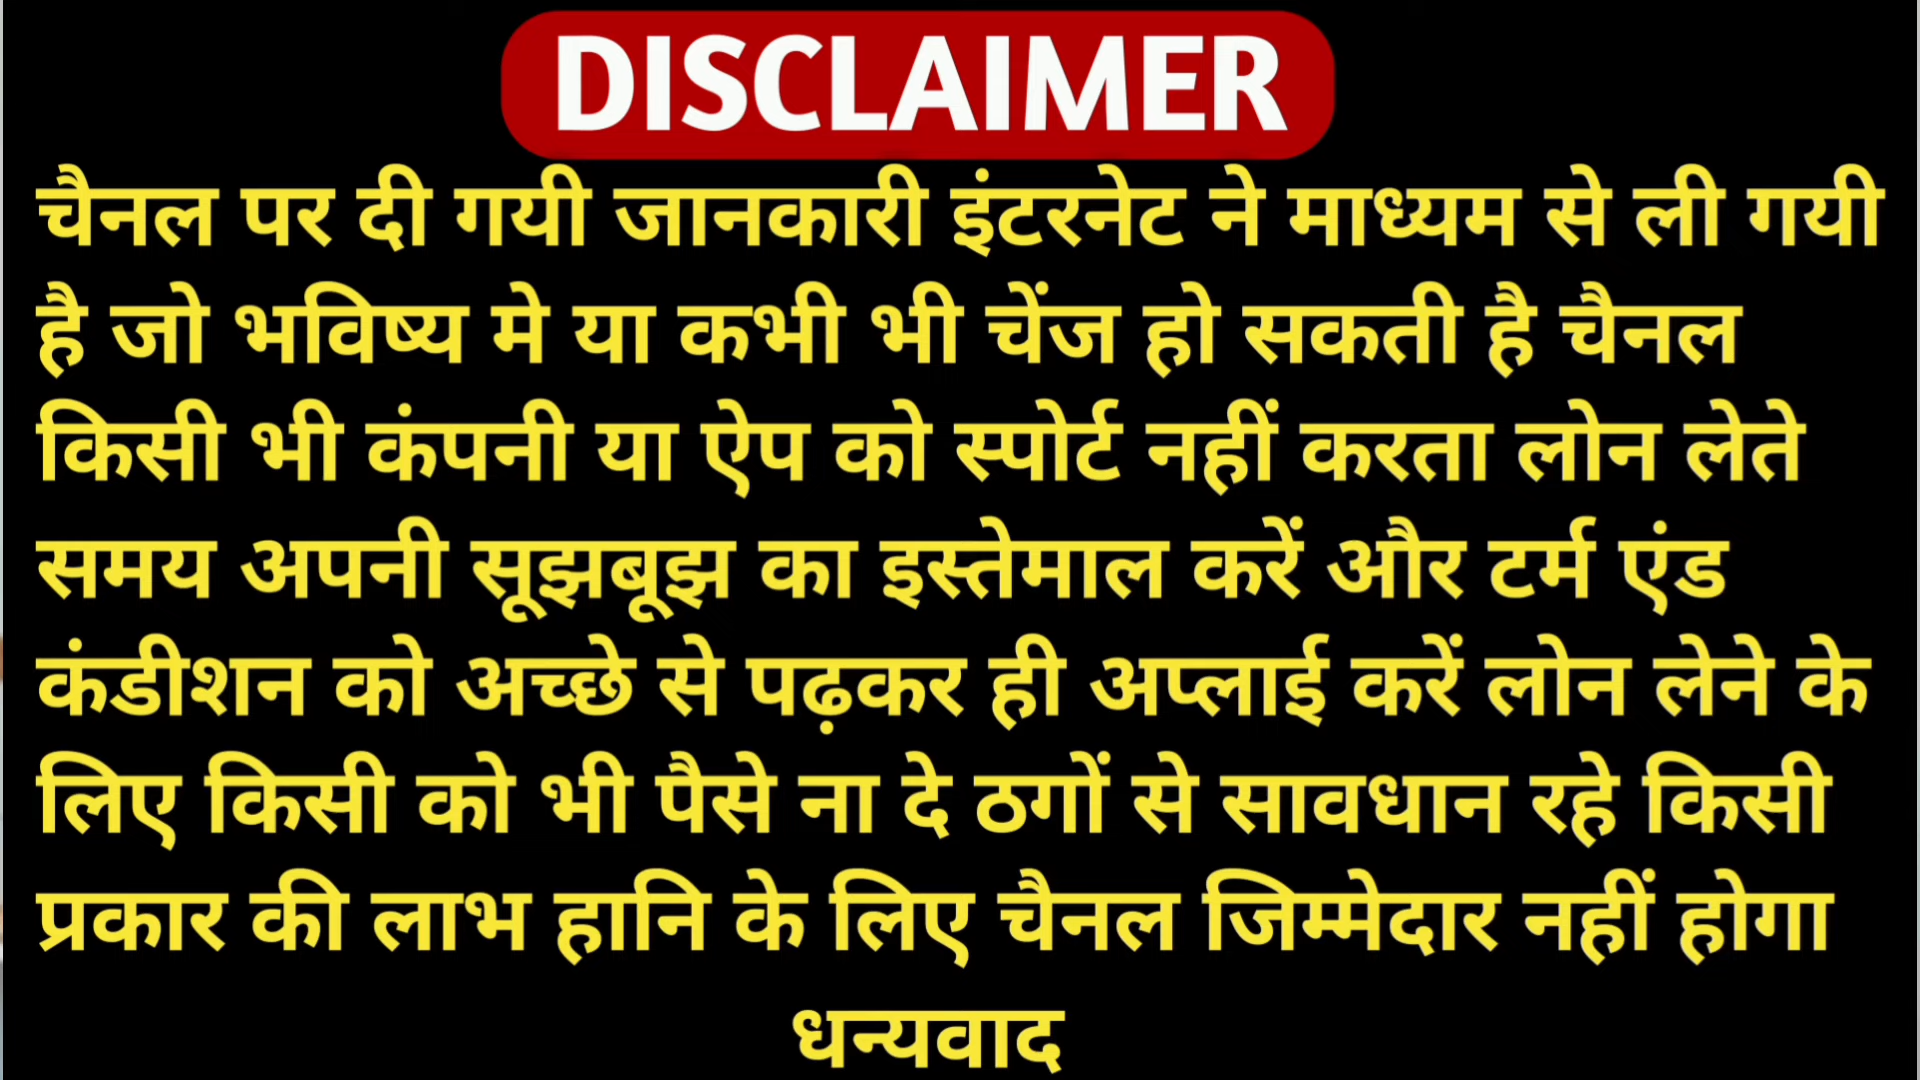 DISCLAIMER
चैनल पर दी गयी जानकारी इंटरनेट ने माध्यम से ली गयी
है जो भविष्य मे या कभी भी चेंज हो सकती है चैनल
किसी भी कंपनी या ऐप को स्पोर्ट नहीं करता लोन लेते
समय अपनी सूझबूझ का इस्तेमाल करें और टर्म एंड
कंडीशन को अच्छे से पढ़कर ही अप्लाई करें लोन लेने के
लिए किसी को भी पैसे ना दे ठगों से सावधान रहे किसी
प्रकार की लाभ हानि के लिए चैनल जिम्मेदार नहीं होगा
धन्यवाद